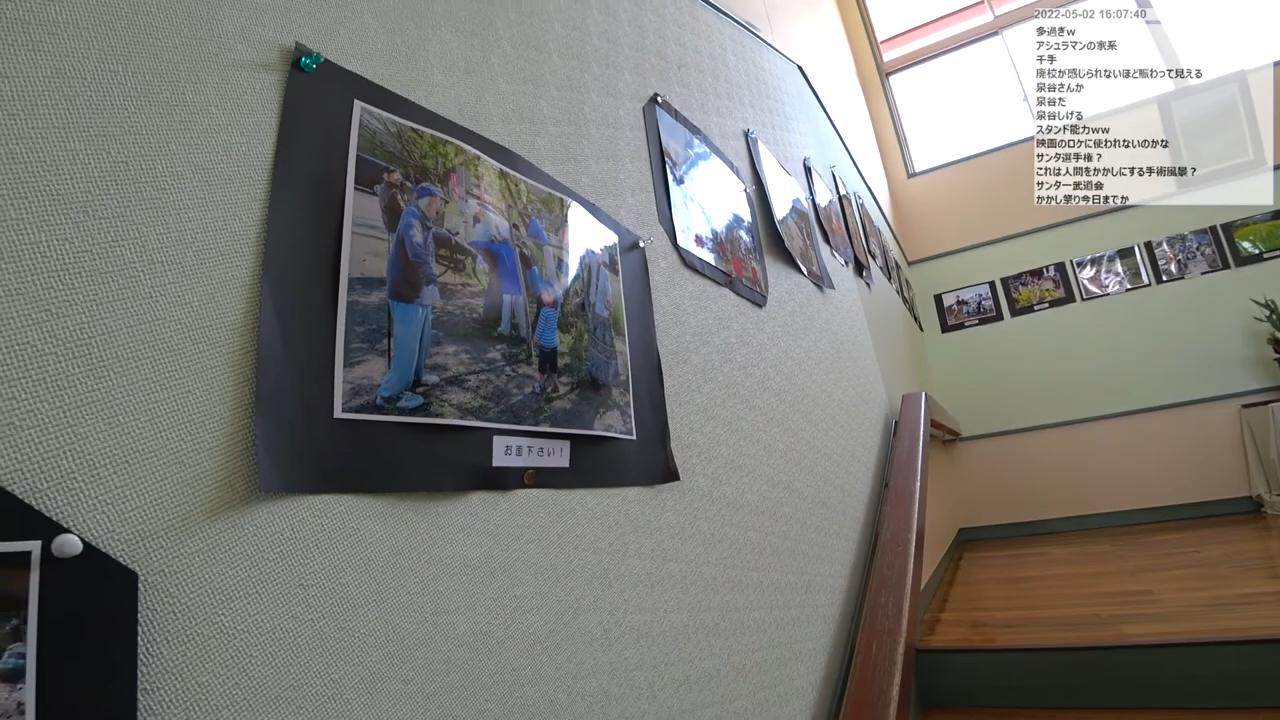 2022-05-02 16:07:40
多過ぎｗ
アシュラマンの家系
千手
廃校が感じられないほど賑わって見える
泉谷さんか
泉谷だ
泉谷しげる
スタンド能力ｗｗ
映画のロケに使われないのかな
サンタ選手権？
これは人間をかかしにする手術風景？
サンター武道会
かかし祭り今日までか
お面下さい！